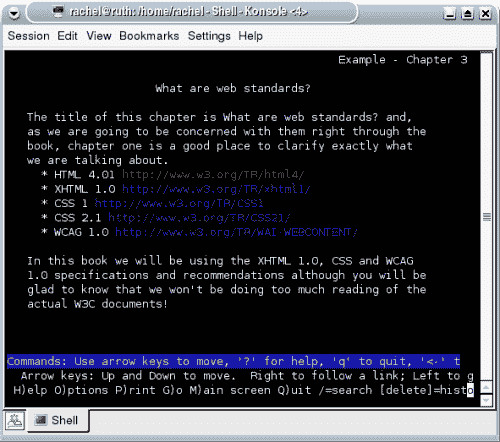 rachel@ruth: /home/rachel - Shell - Konsole <4>
Session Edit View Bookmarks Settings Help
Example - Chapter 3
What are web standards?
The title of this chapter is What are web standards? and,
as we are going to be concerned with them right through the
book, chapter one is a good place to clarify exactly what
we are talking about.
* HTML 4.01 http://www.w3.org/TR/html4/
* XHTML 1.0 http://www.w3.org/TR/xhtml1/
* CSS 1 http://www.w3.org/TR/CSS1
* CSS 2.1 http://www.w3.org/TR/CSS21/
* WCAG 1.0 http://www.w3.org/TR/WAI-WEBCONTENT/
In this book we will be using the XHTML 1.0, CSS and WCAG
1.0 specifications and recommendations although you will be
glad to know that we won't be doing too much reading of the
actual W3C documents!
Commands: Use arrow keys to move, '?' for help, 'q' to quit, '<-' t
Arrow keys: Up and Down to move. Right to follow a link; Left to g
H)elp O)ptions P)rint G)o M)ain screen Q)uit /=search [delete]=histo
Shell